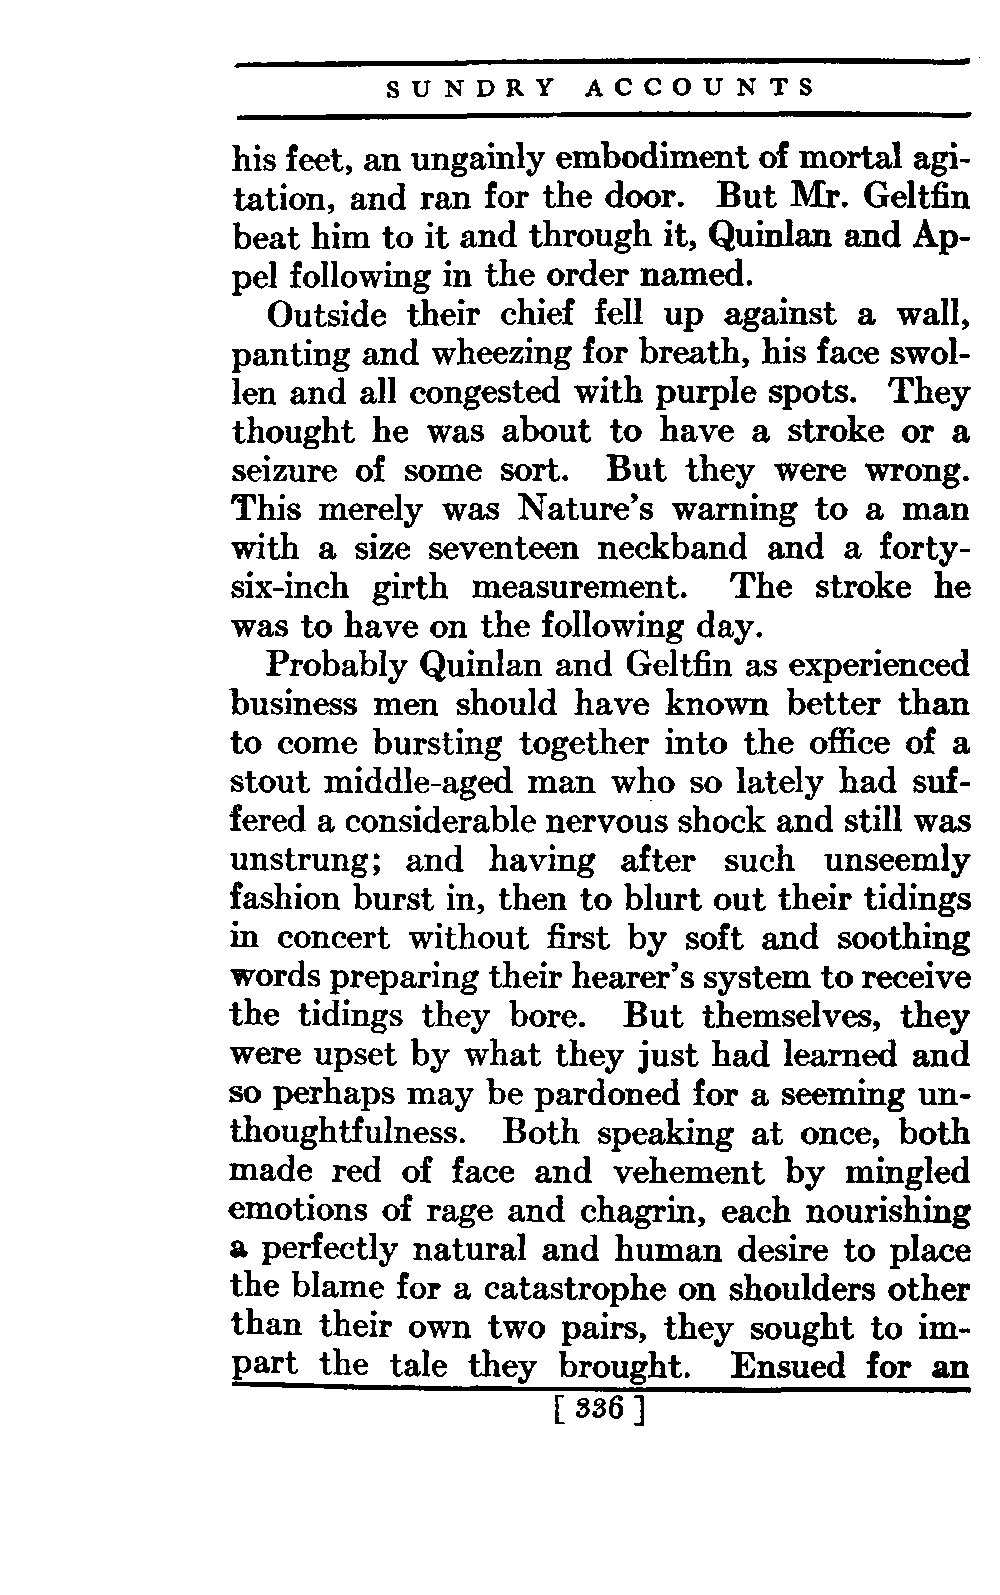 SUNDRY ACCOUNTS
his feet, an ungainly embodiment of mortal agi-
tation, and ran for the door. But Mr. Geltfin
beat him to it and through it, Quinlan and Ap-
pel following in the order named.
Outside their chief fell up against a wall,
panting and wheezing for breath, his face swol-
len and all congested with purple spots. They
thought he was about to have a stroke or a
seizure of some sort. But they were wrong.
This merely was Nature's warning to a man
with a size seventeen neckband and a forty-
six-inch girth measurement. The stroke he
was to have on the following day.
Probably Quinlan and Geltfin as experienced
business men should have known better than
to come bursting together into the office of a
stout middle-aged man who so lately had suf-
fered a considerable nervous shock and still was
unstrung; and having after such unseemly
fashion burst in, then to blurt out their tidings
in concert without first by soft and soothing
words preparing their hearer's system to receive
the tidings they bore. But themselves, they
were upset by what they just had learned and
so perhaps may be pardoned for a seeming un-
thoughtfulness. Both speaking at once, both
made red of face and vehement by mingled
emotions of rage and chagrin, each nourishing
a perfectly natural and human desire to place
the blame for a catastrophe on shoulders other
than their own two pairs, they sought to im-
part the tale they brought. Ensued for an
[ 336 ]